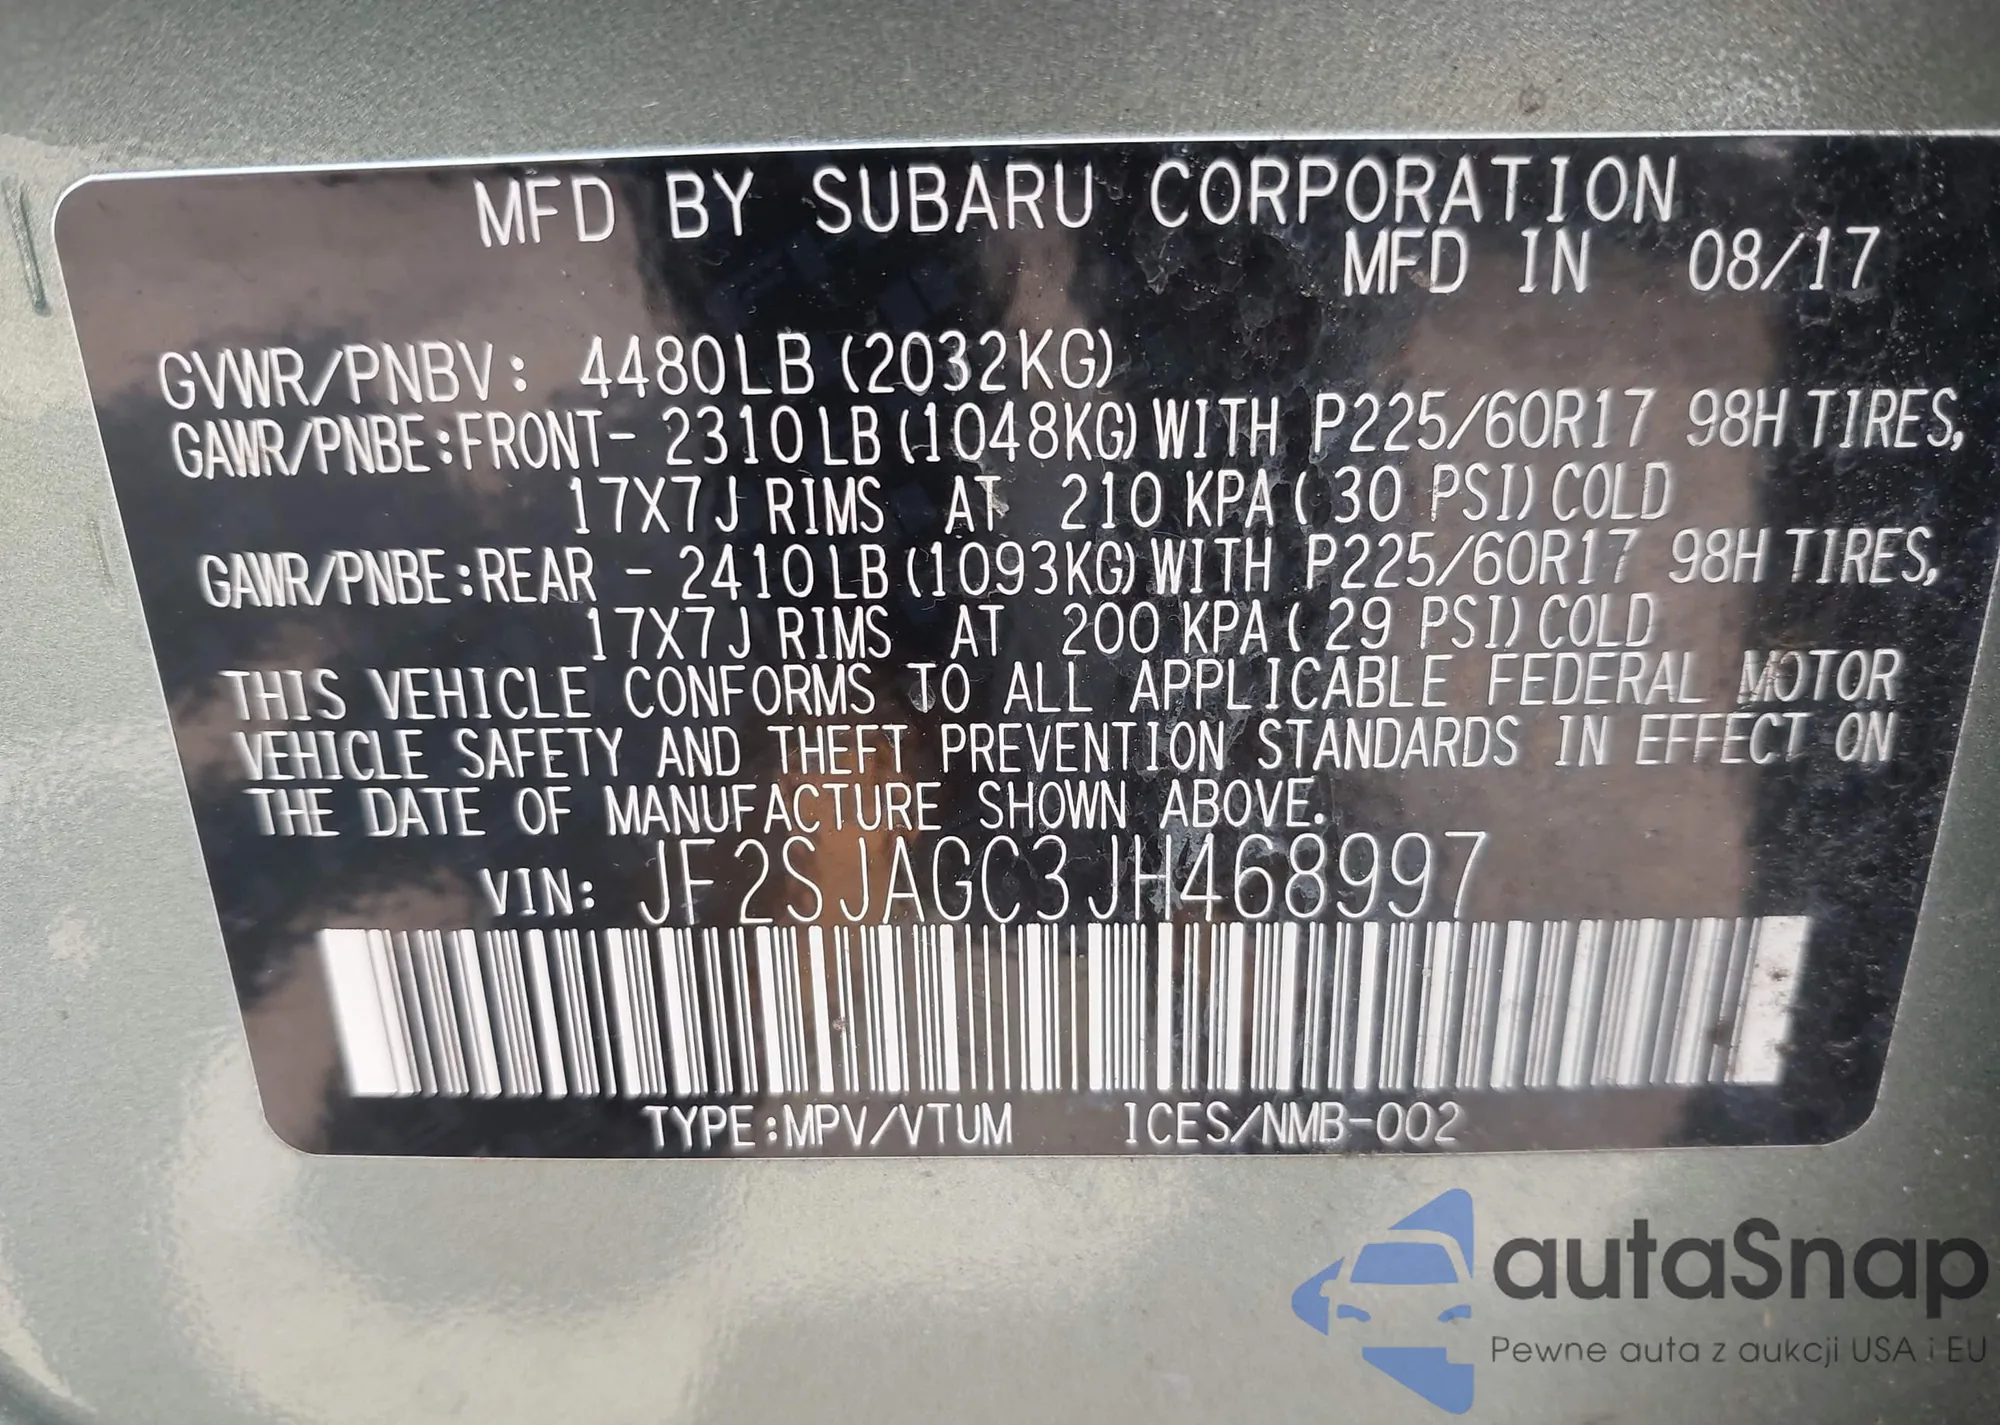 MFD BY SUBARU CORPORATION
MFD IN 08/17
GVWR/PNBV: 4480LB (2032KG)
GAWR/PNBE:FRONT- 2310LB(1048KG)WITH P225/60R17 98H TIRES,
17X7J RIMS AT 210 KPA( 30 PSI)COLD
GAWR/PNBE:REAR - 2410LB(1093KG)WITH P225/60R17 98H TIRES,
17X7J RIMS AT 200 KPA( 29 PSI)COLD
THIS VEHICLE CONFORMS TO ALL APPLICABLE FEDERAL MOTOR
VEHICLE SAFETY AND THEFT PREVENTION STANDARDS IN EFFECT ON
THE DATE OF MANUFACTURE SHOWN ABOVE.
VIN: JF2SJAGC3JH468997
TYPE:MPV/VTUM 1CES/NMB-002
autaSnap
Pewne auta z aukcji USA i EU